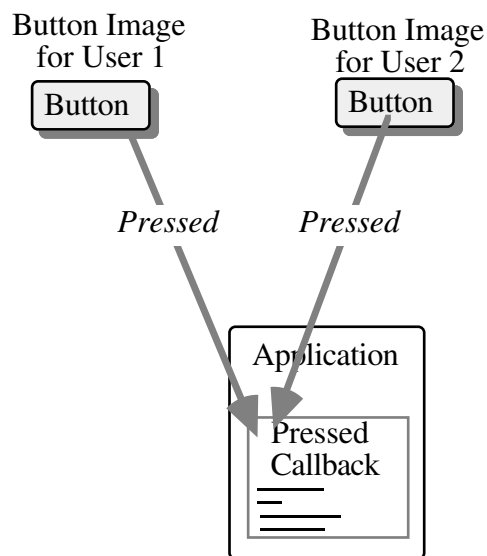 Button Image
for User 1
Button
Button Image
for User 2
Button
Pressed
Pressed
Application
Pressed
Callback